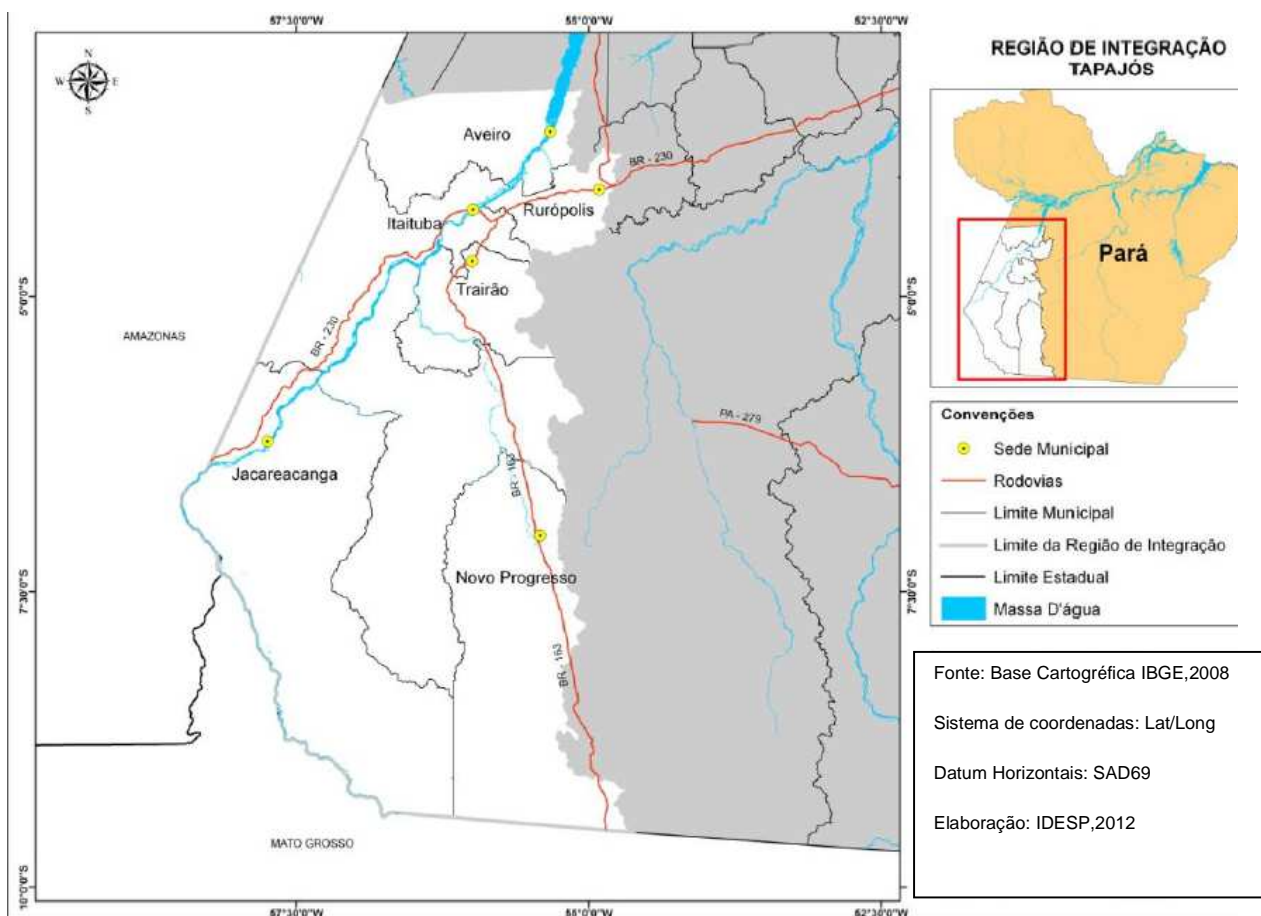 57°30'0"W
55°0'0"W
52°30'0"W
N
W
E
S
Aveiro
BR - 230
Itaituba
Rurópolis
Trairão
5°0'0"S
5°0'0"S
AMAZONAS
BR - 230
PA - 279
Jacareacanga
BR - 163
Novo Progresso
7°30'0"S
7°30'0"S
BR - 163
MATO GROSSO
10°0'0"S
57°30'0"W
55°0'0"W
52°30'0"W
REGIÃO DE INTEGRAÇÃO
TAPAJÓS
Pará
Convenções
Sede Municipal
Rodovias
Limite Municipal
Limite da Região de Integração
Limite Estadual
Massa D'água
Fonte: Base Cartogréfica IBGE,2008
Sistema de coordenadas: Lat/Long
Datum Horizontais: SAD69
Elaboração: IDESP,2012